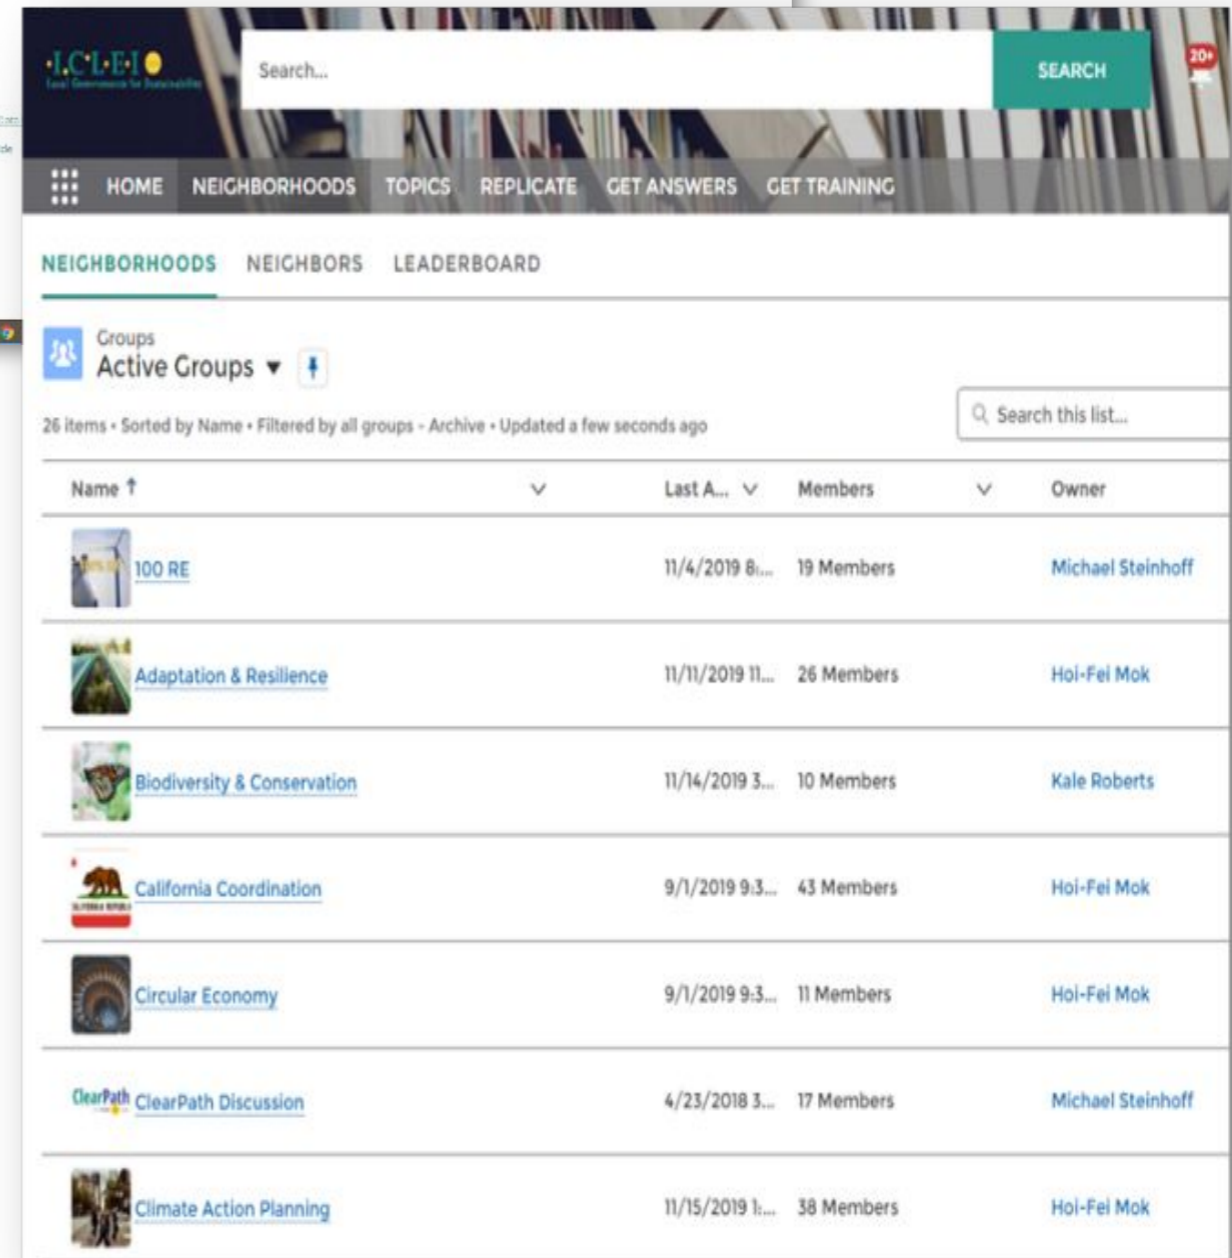 ·I.C·L·E·I
Local Governments for Sustainability
Search...
SEARCH
20+
HOME NEIGHBORHOODS TOPICS REPLICATE GET ANSWERS GET TRAINING
NEIGHBORHOODS NEIGHBORS LEADERBOARD
Groups
Active Groups
26 items • Sorted by Name • Filtered by all groups - Archive • Updated a few seconds ago
Search this list...
Name Last A... Members Owner
100 RE 11/4/2019 8:... 19 Members Michael Steinhoff
Adaptation & Resilience 11/11/2019 11... 26 Members Hoi-Fei Mok
Biodiversity & Conservation 11/14/2019 3... 10 Members Kale Roberts
California Coordination 9/1/2019 9:3... 43 Members Hoi-Fei Mok
Circular Economy 9/1/2019 9:3... 11 Members Hoi-Fei Mok
ClearPath ClearPath Discussion 4/23/2018 3... 17 Members Michael Steinhoff
Climate Action Planning 11/15/2019 1:... 38 Members Hoi-Fei Mok